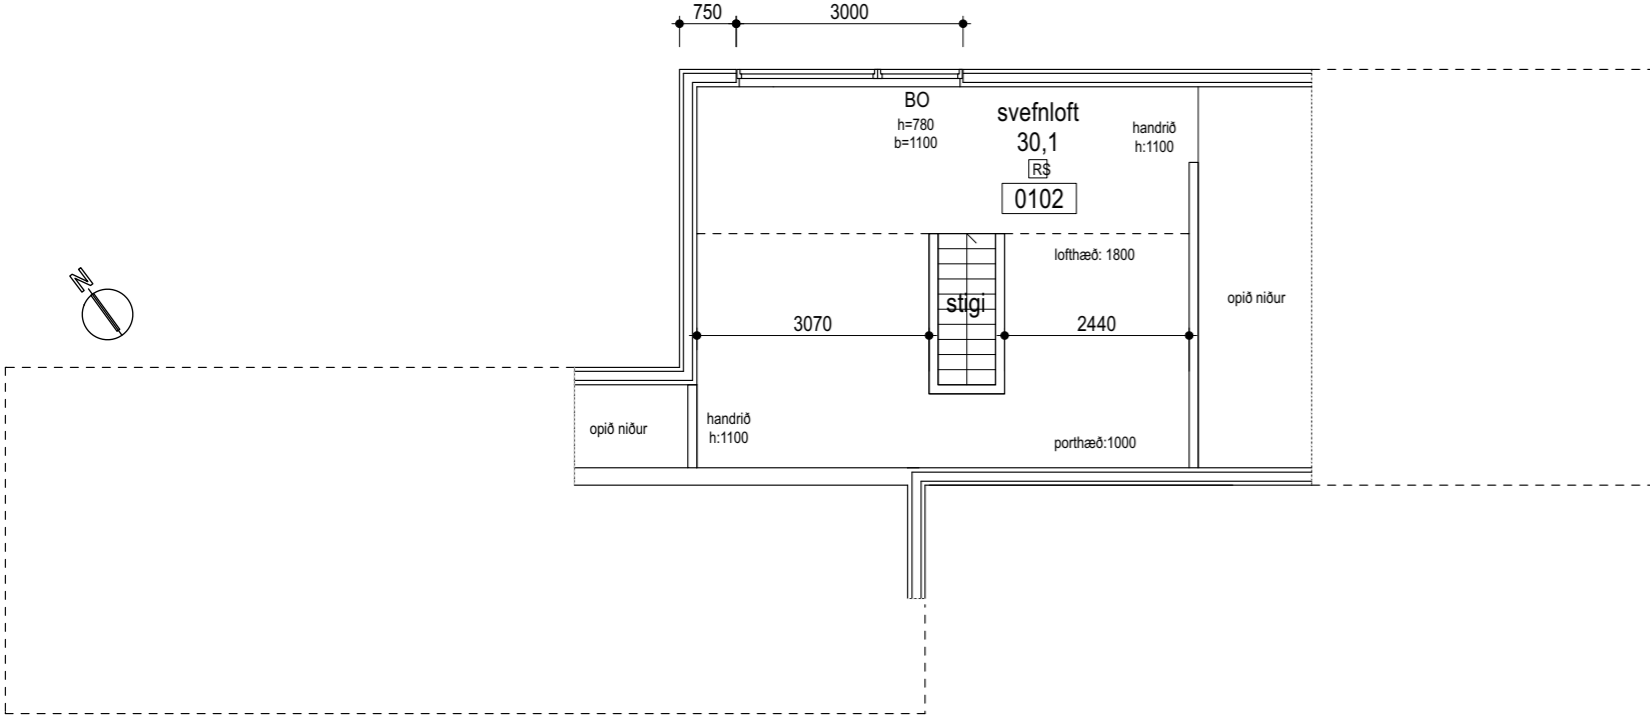 750
3000
BO
h=780
b=1100
svefnloft
30,1
RS
0102
handrið
h:1100
N
lofthæð: 1800
stigi
opið niður
3070
2440
opið niður
handrið
h:1100
porthæð:1000